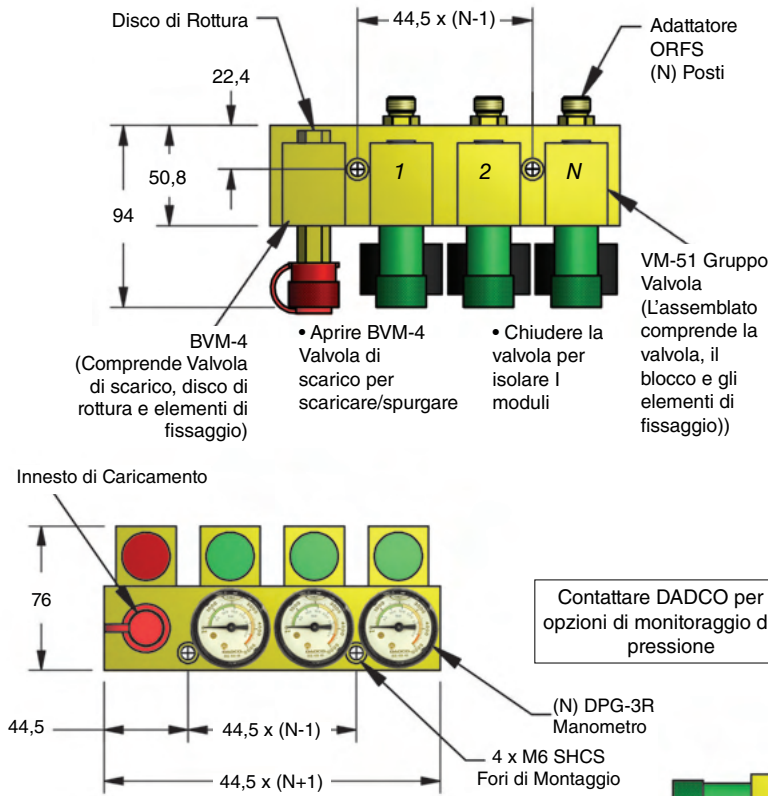 Disco di Rottura
44,5 x (N-1)
Adattatore
ORFS
(N) Posti
22,4
50,8
94
1
2
N
BVM-4
(Comprende Valvola
di scarico, disco di
rottura e elementi di
fissaggio)
• Aprire BVM-4
Valvola di
scarico per
scaricare/spurgare
• Chiudere la
valvola per
isolare I
moduli
VM-51 Gruppo
Valvola
(L'assemblato
comprende la
valvola, il
blocco e gli
elementi di
fissaggio))
Innesto di Caricamento
76
Contattare DADCO per
opzioni di monitoraggio d
pressione
44,5
44,5 x (N-1)
44,5 x (N+1)
(N) DPG-3R
Manometro
4 x M6 SHCS
Fori di Montaggio